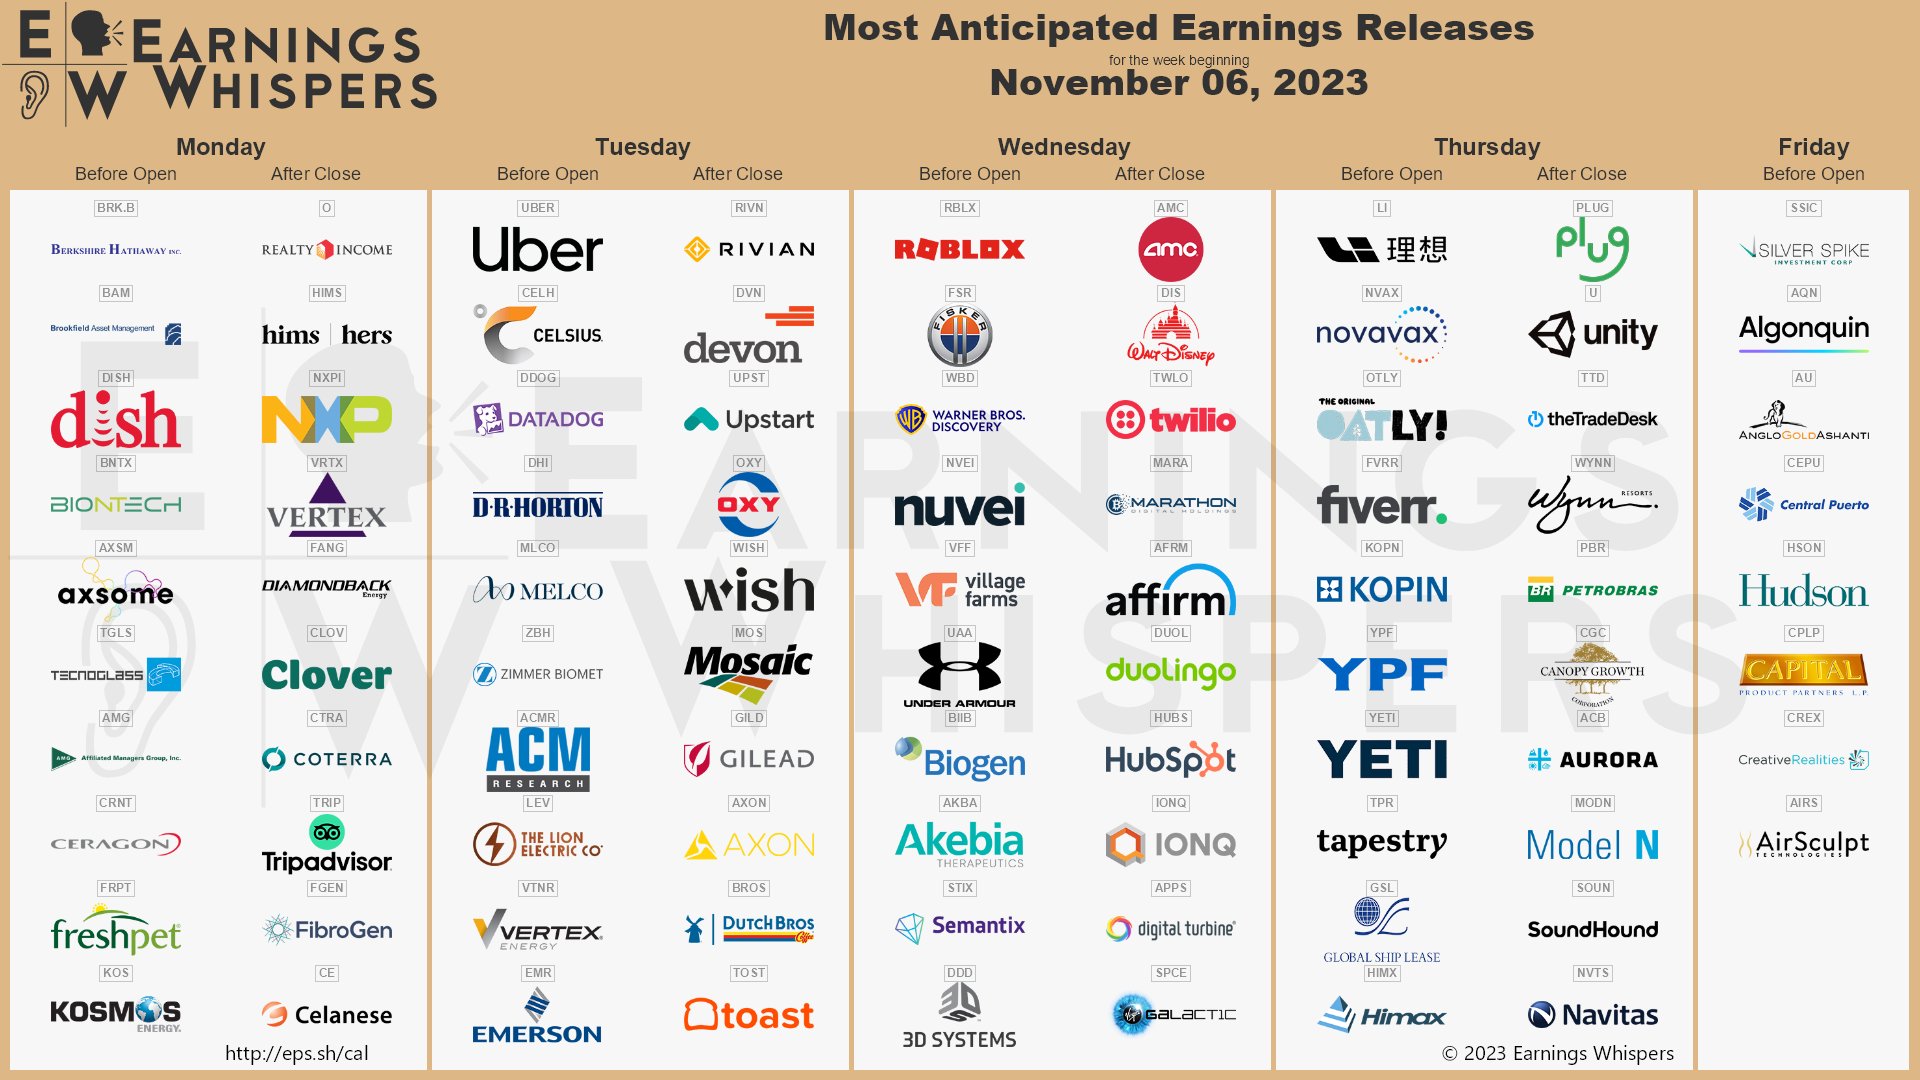 E
W
EARNINGS
WHISPERS
Most Anticipated Earnings Releases
for the week beginning
November 06, 2023
Monday
Before Open
After Close
Tuesday
Before Open
After Close
Wednesday
Before Open
After Close
Thursday
Before Open
After Close
Friday
Before Open
BRK.B
BERKSHIRE HATHAWAY INC.
BAM
Brookfield Asset Management
DISH
dish
BNTX
BIONTECH
AXSM
axsome
TGLS
TECNOGLASS
AMG
AMG Affiliated Managers Group, Inc.
CRNT
CERAGON
FRPT
freshpet
KOS
KOSMOS
ENERGY.
O
REALTY INCOME
HIMS
hims | hers
NXPI
NXP
VRTX
VERTEX
FANG
DIAMONDBACK
Energy
CLOV
Clover
CTRA
COTERRA
TRIP
Tripadvisor
FGEN
FibroGen
CE
Celanese
http://eps.sh/cal
UBER
Uber
CELH
CELSIUS.
DDOG
DATADOG
DHI
D·R·HORTON
MLCO
MELCO
ZBH
ZIMMER BIOMET
ACMR
ACM
RESEARCH
LEV
THE LION
ELECTRIC CO
VTNR
VERTEX
ENERGY
EMR
EMERSON
RIVN
RIVIAN
DVN
devon
UPST
Upstart
OXY
OXY
WISH
wish
MOS
Mosaic
GILD
GILEAD
AXON
AXON
BROS
DUTCH BROS
Coffee
TOST
toast
RBLX
ROBLOX
FSR
FISKER
WBD
WB
WARNER BROS.
DISCOVERY
NVEI
nuvei
VFF
VF
village
farms
UAA
UNDER ARMOUR
BIIB
Biogen
AKBA
Akebia
THERAPEUTICS
STIX
Semantix
DDD
3D
3D SYSTEMS
AMC
amc
DIS
WALT DISNEY
TWLO
twilio
MARA
MARATHON
DIGITAL HOLDINGS
AFRM
affirm
DUOL
duolingo
HUBS
HubSpot
IONQ
IONQ
APPS
digital turbine
SPCE
VIRGIN GALACTIC
LI
理想
NVAX
novavax
OTLY
THE ORIGINAL
OATLY!
FVRR
fiverr.
KOPN
KOPIN
YPF
YPF
YETI
YETI
TPR
tapestry
GSL
GLOBAL SHIP LEASE
HIMX
Himax
PLUG
plug
U
unity
TTD
theTradeDesk
WYNN
Wynn
RESORTS.
PBR
BR PETROBRAS
CGC
CANOPY GROWTH
CORPORATION
ACB
AURORA
MODN
Model N
SOUN
SoundHound
NVTS
Navitas
© 2023 Earnings Whispers
SSIC
SILVER SPIKE
INVESTMENT CORP
AQN
Algonquin
AU
ANGLOGOLDASHANTI
CEPU
Central Puerto
HSON
Hudson
CPLP
CAPITAL
PRODUCT PARTNERS L.P.
CREX
CreativeRealities
AIRS
AirSculpt
TECHNOLOGIES